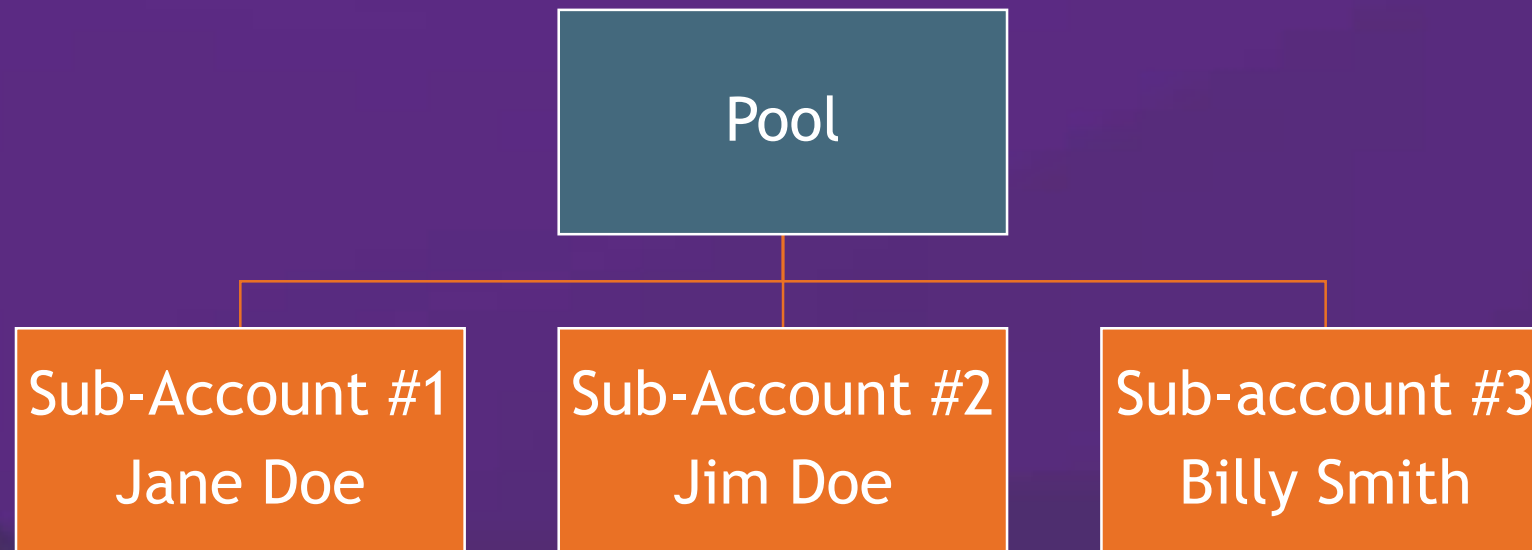 Pool
Sub-Account #1
Jane Doe
Sub-Account #2
Jim Doe
Sub-account #3
Billy Smith